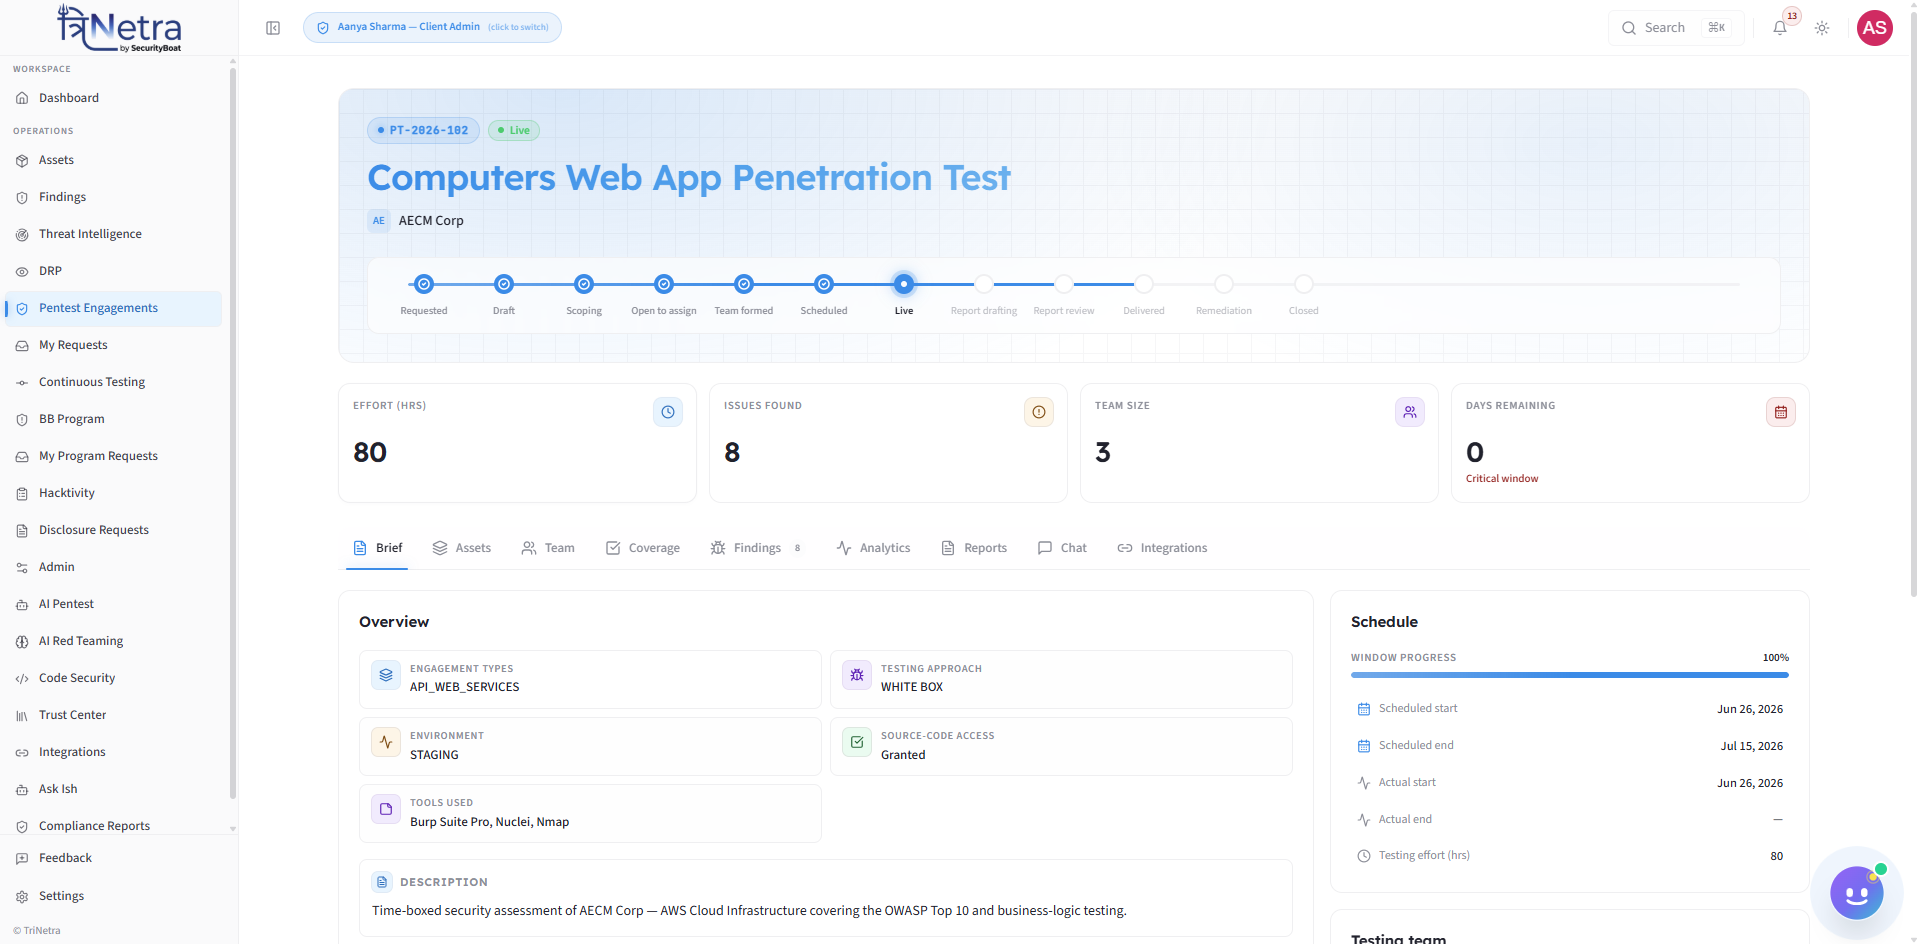 त्रिNetra
by SecurityBoat
Aanya Sharma — Client Admin (click to switch)
Search ⌘K
13
AS
WORKSPACE
Dashboard
OPERATIONS
Assets
Findings
Threat Intelligence
DRP
Pentest Engagements
My Requests
Continuous Testing
BB Program
My Program Requests
Hacktivity
Disclosure Requests
Admin
AI Pentest
AI Red Teaming
Code Security
Trust Center
Integrations
Ask Ish
Compliance Reports
Feedback
Settings
© TriNetra
PT-2026-102 Live
Computers Web App Penetration Test
AE AECM Corp
Requested Draft Scoping Open to assign Team formed Scheduled Live Report drafting Report review Delivered Remediation Closed
EFFORT (HRS)
80
ISSUES FOUND
8
TEAM SIZE
3
DAYS REMAINING
0
Critical window
Brief Assets Team Coverage Findings 8 Analytics Reports Chat Integrations
Overview
ENGAGEMENT TYPES
API_WEB_SERVICES
TESTING APPROACH
WHITE BOX
ENVIRONMENT
STAGING
SOURCE-CODE ACCESS
Granted
TOOLS USED
Burp Suite Pro, Nuclei, Nmap
DESCRIPTION
Time-boxed security assessment of AECM Corp — AWS Cloud Infrastructure covering the OWASP Top 10 and business-logic testing.
Schedule
WINDOW PROGRESS 100%
Scheduled start Jun 26, 2026
Scheduled end Jul 15, 2026
Actual start Jun 26, 2026
Actual end —
Testing effort (hrs) 80
Testing team